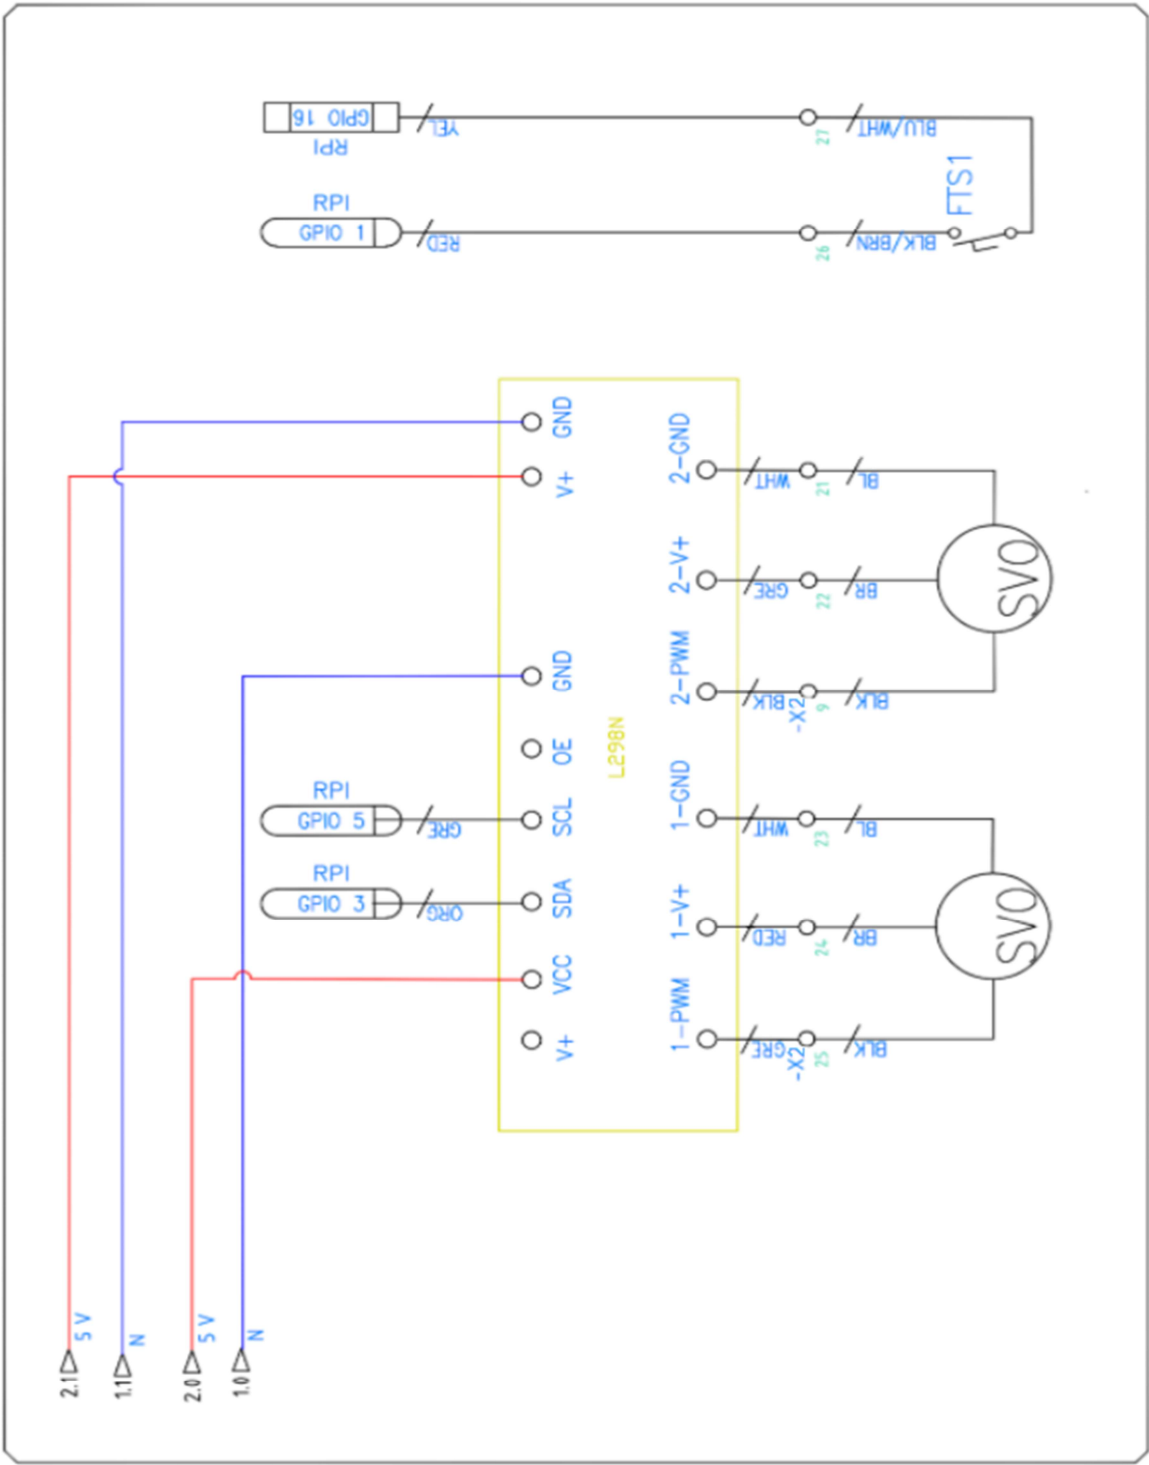 GPIO 16
RPI
YEL
27
BLU/WHT
FTS1
RPI
GPIO 1
RED
26
BLK/BRN
GND
V+
GND
OE
SCL
SDA
VCC
V+
L298N
2-GND
2-V+
2-PWM
1-GND
1-V+
1-PWM
WHT
21
BL
GRE
22
BR
BLK
-X2
9
BLK
SVO
RPI
GPIO 5
GRE
RPI
GPIO 3
ORG
WHT
23
BL
RED
24
BR
GRE
-X2
25
BLK
SVO
5 V
N
5 V
N
2.1
1.1
2.0
1.0